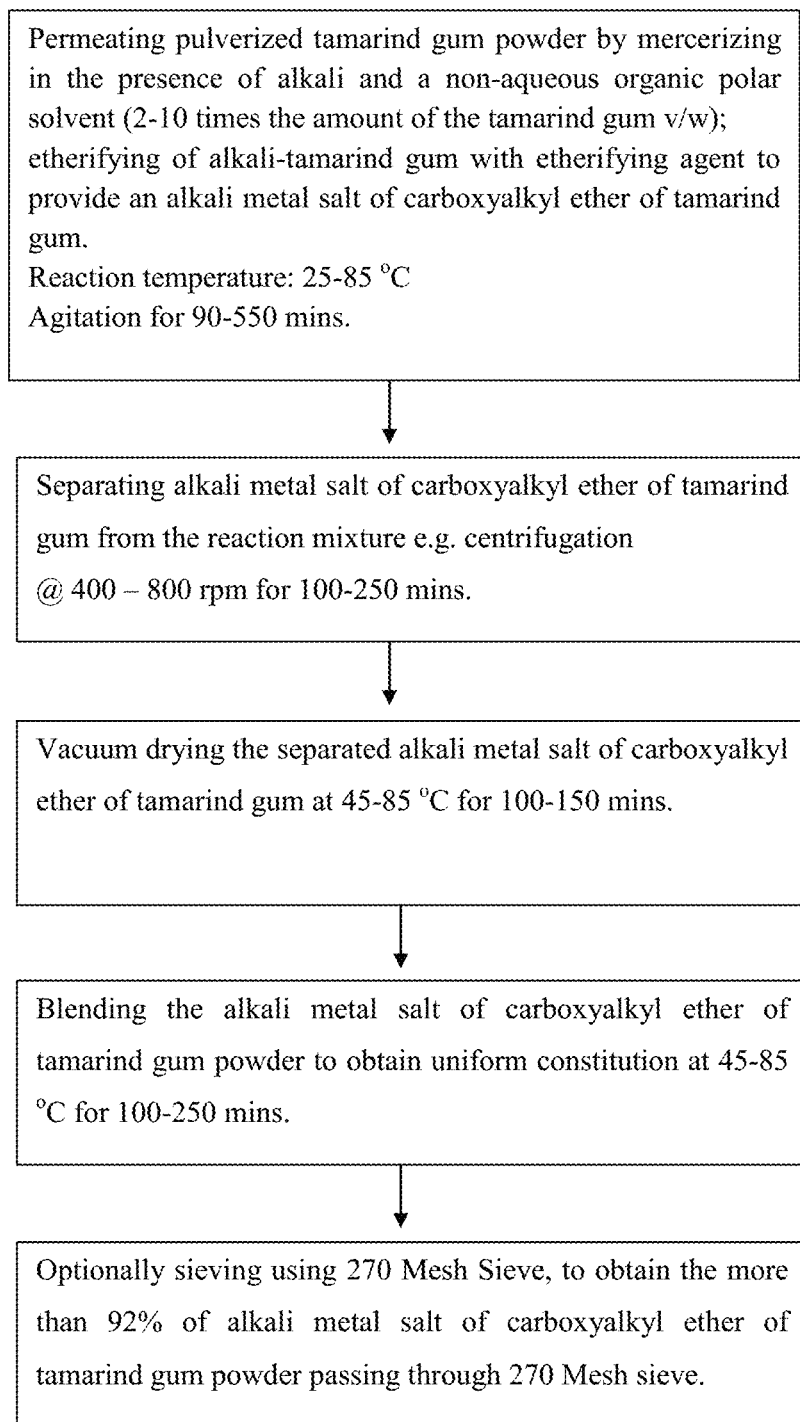 Permeating pulverized tamarind gum powder by mercerizing
in the presence of alkali and a non-aqueous organic polar
solvent (2-10 times the amount of the tamarind gum v/w);
etherifying of alkali-tamarind gum with etherifying agent to
provide an alkali metal salt of carboxyalkyl ether of tamarind
gum.
Reaction temperature: 25-85 °C
Agitation for 90-550 mins.
Separating alkali metal salt of carboxyalkyl ether of tamarind
gum from the reaction mixture e.g. centrifugation
@ 400 – 800 rpm for 100-250 mins.
Vacuum drying the separated alkali metal salt of carboxyalkyl
ether of tamarind gum at 45-85 °C for 100-150 mins.
Blending the alkali metal salt of carboxyalkyl ether of
tamarind gum powder to obtain uniform constitution at 45-85
°C for 100-250 mins.
Optionally sieving using 270 Mesh Sieve, to obtain the more
than 92% of alkali metal salt of carboxyalkyl ether of
tamarind gum powder passing through 270 Mesh sieve.